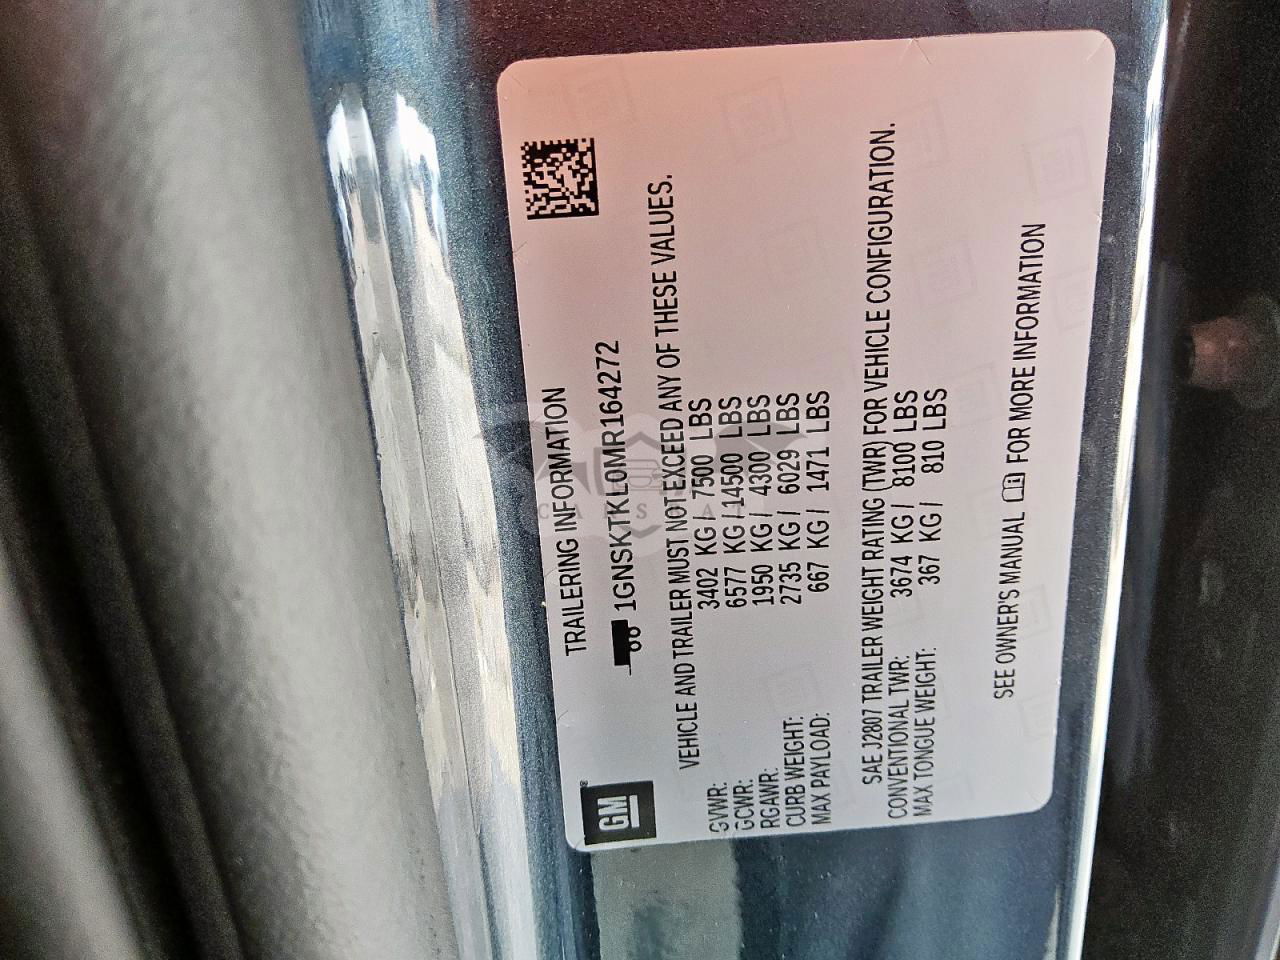 GM
TRAILERING INFORMATION
1GNSKTKL0MR164272
VEHICLE AND TRAILER MUST NOT EXCEED ANY OF THESE VALUES.
GVWR: 3402 KG / 7500 LBS
GCWR: 6577 KG / 14500 LBS
RGAWR: 1950 KG / 4300 LBS
CURB WEIGHT: 2735 KG / 6029 LBS
MAX PAYLOAD: 667 KG / 1471 LBS
SAE J2807 TRAILER WEIGHT RATING (TWR) FOR VEHICLE CONFIGURATION.
CONVENTIONAL TWR: 3674 KG / 8100 LBS
MAX TONGUE WEIGHT: 367 KG / 810 LBS
SEE OWNER'S MANUAL FOR MORE INFORMATION